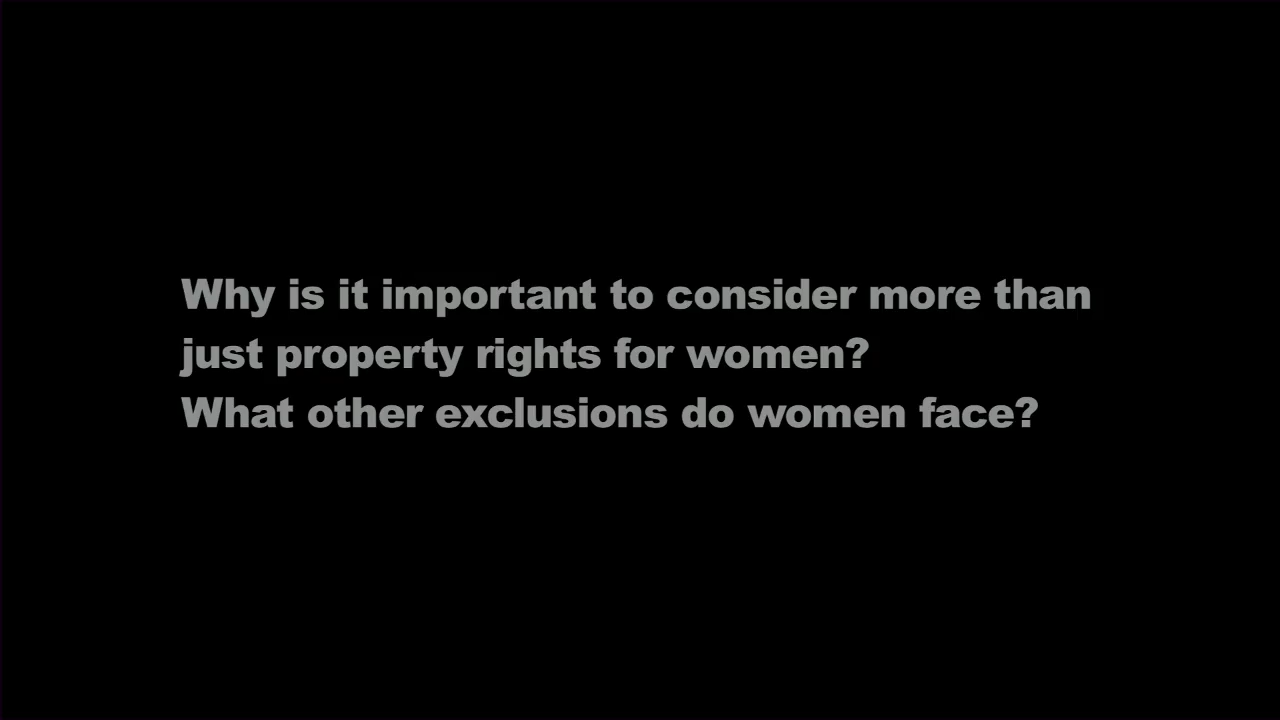 Why is it important to consider more than
just property rights for women?
What other exclusions do women face?